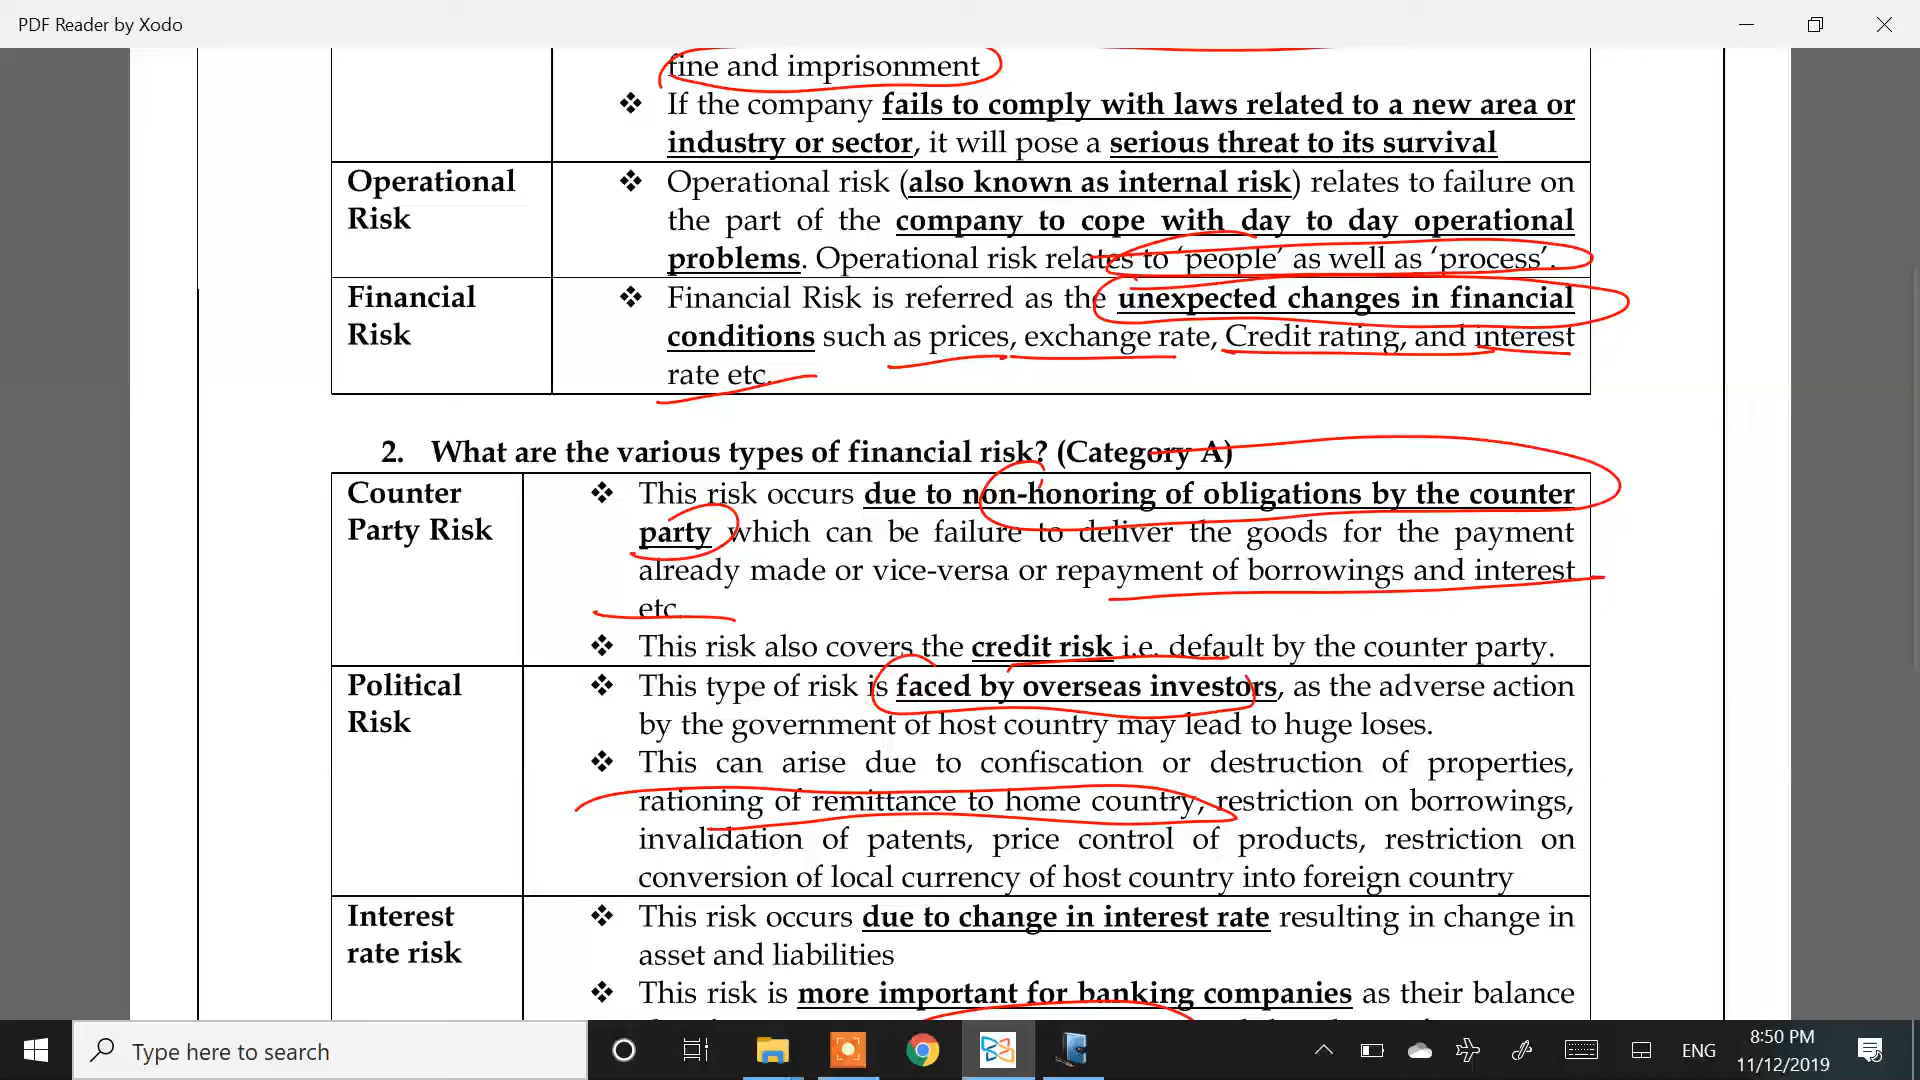 PDF Reader by Xodo
fine and imprisonment
❖ If the company fails to comply with laws related to a new area or
industry or sector, it will pose a serious threat to its survival
Operational
Risk
❖ Operational risk (also known as internal risk) relates to failure on
the part of the company to cope with day to day operational
problems. Operational risk relates to ‘people’ as well as ‘process’.
Financial
Risk
❖ Financial Risk is referred as the unexpected changes in financial
conditions such as prices, exchange rate, Credit rating, and interest
rate etc.
2. What are the various types of financial risk? (Category A)
Counter
Party Risk
❖ This risk occurs due to non-honoring of obligations by the counter
party which can be failure to deliver the goods for the payment
already made or vice-versa or repayment of borrowings and interest
etc.
❖ This risk also covers the credit risk i.e. default by the counter party.
Political
Risk
❖ This type of risk is faced by overseas investors, as the adverse action
by the government of host country may lead to huge loses.
❖ This can arise due to confiscation or destruction of properties,
rationing of remittance to home country, restriction on borrowings,
invalidation of patents, price control of products, restriction on
conversion of local currency of host country into foreign country
Interest
rate risk
❖ This risk occurs due to change in interest rate resulting in change in
asset and liabilities
❖ This risk is more important for banking companies as their balance
Type here to search
ENG
8:50 PM
11/12/2019